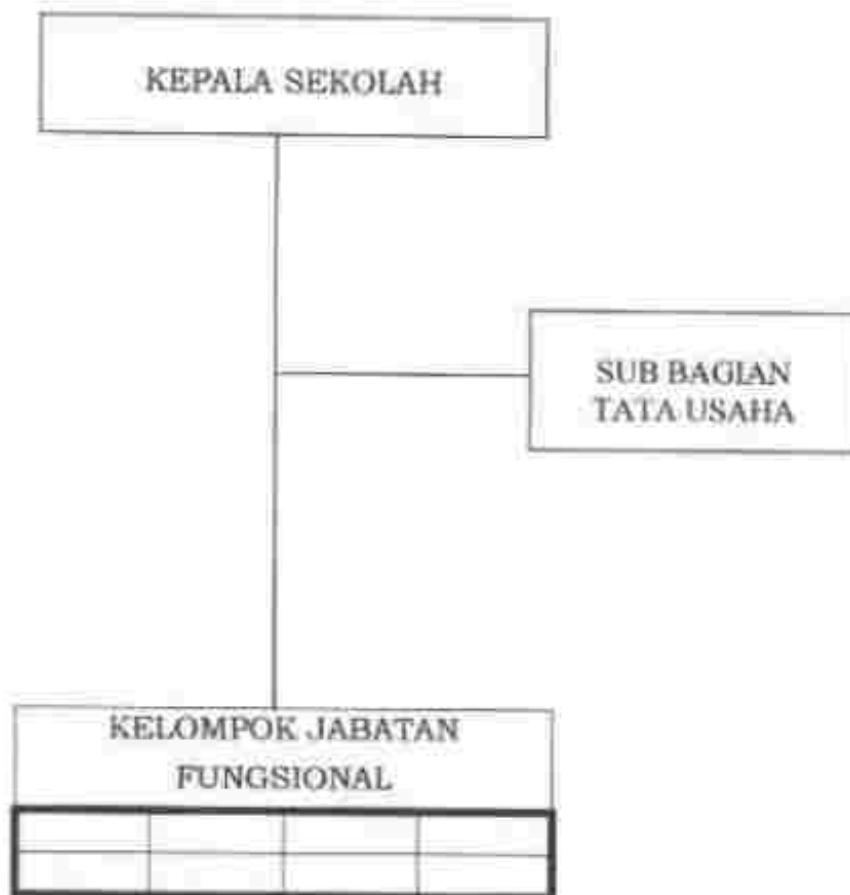 KEPALA SEKOLAH
SUB BAGIAN
TATA USAHA
KELOMPOK JABATAN
FUNGSIONAL